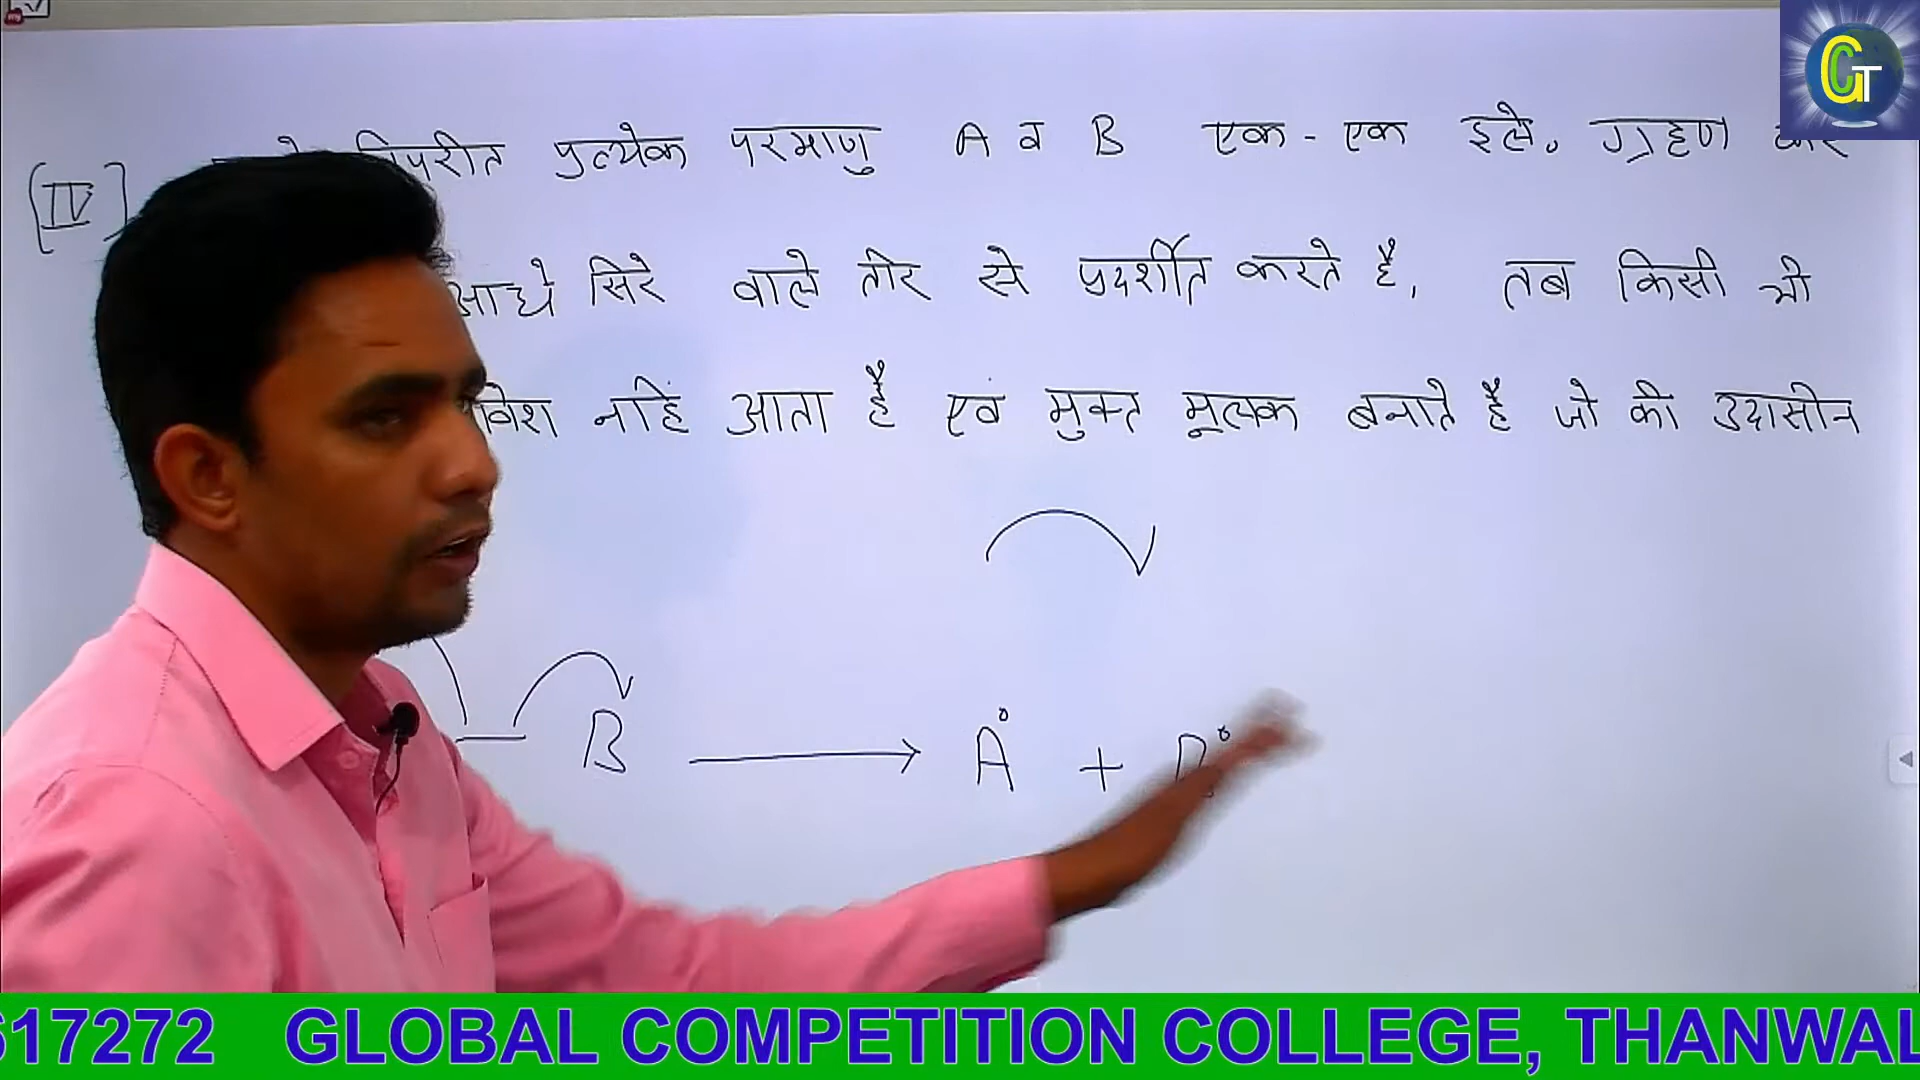 [IV] विपरीत प्रत्येक परमाणु A व B एक-एक इले० ग्रहण कर
आधे सिरे वाले तीर से प्रदर्शीत करते है, तब किसी भी
नहिं आता है एवं मुक्त मूलक बनाते है जो की उदासीन
B ⟶ A° +
617272 GLOBAL COMPETITION COLLEGE, THANWAL